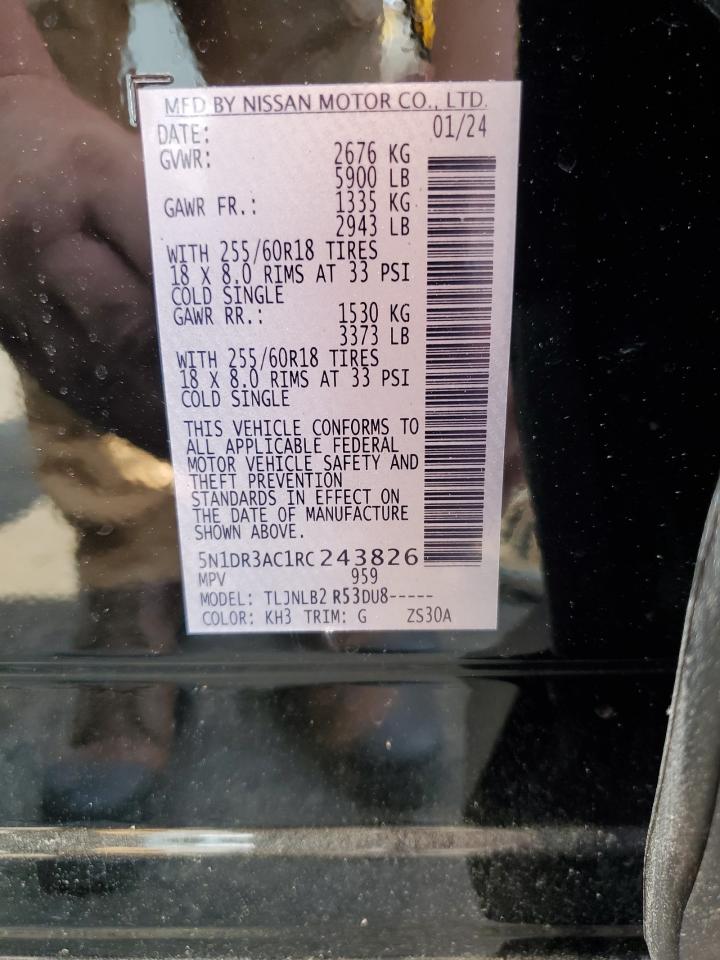 MFD BY NISSAN MOTOR CO., LTD.
DATE: 01/24
GVWR: 2676 KG
5900 LB
GAWR FR.: 1335 KG
2943 LB
WITH 255/60R18 TIRES
18 X 8.0 RIMS AT 33 PSI
COLD SINGLE
GAWR RR.: 1530 KG
3373 LB
WITH 255/60R18 TIRES
18 X 8.0 RIMS AT 33 PSI
COLD SINGLE
THIS VEHICLE CONFORMS TO
ALL APPLICABLE FEDERAL
MOTOR VEHICLE SAFETY AND
THEFT PREVENTION
STANDARDS IN EFFECT ON
THE DATE OF MANUFACTURE
SHOWN ABOVE.
5N1DR3AC1RC243826
MPV 959
MODEL: TLJNLB2 R53DU8-----
COLOR: KH3 TRIM: G ZS30A